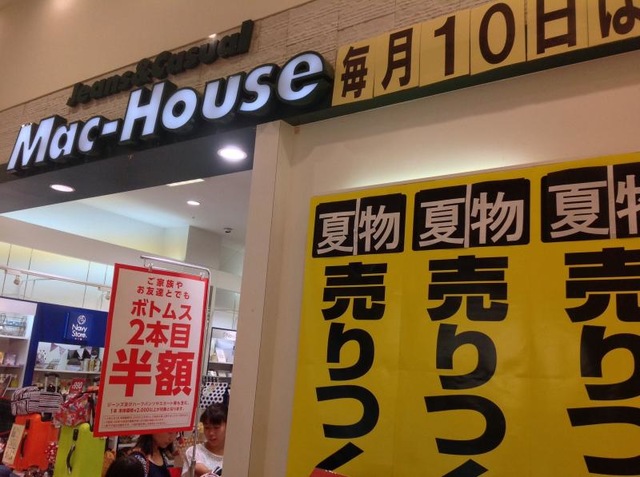 Jeans & Casual
Mac-House
毎月10日は
ご家族や
お友達とでも
ボトムス
2本目
半額
Navy
Store
夏物
売りつく
夏物
売りつく
夏物
売りつ